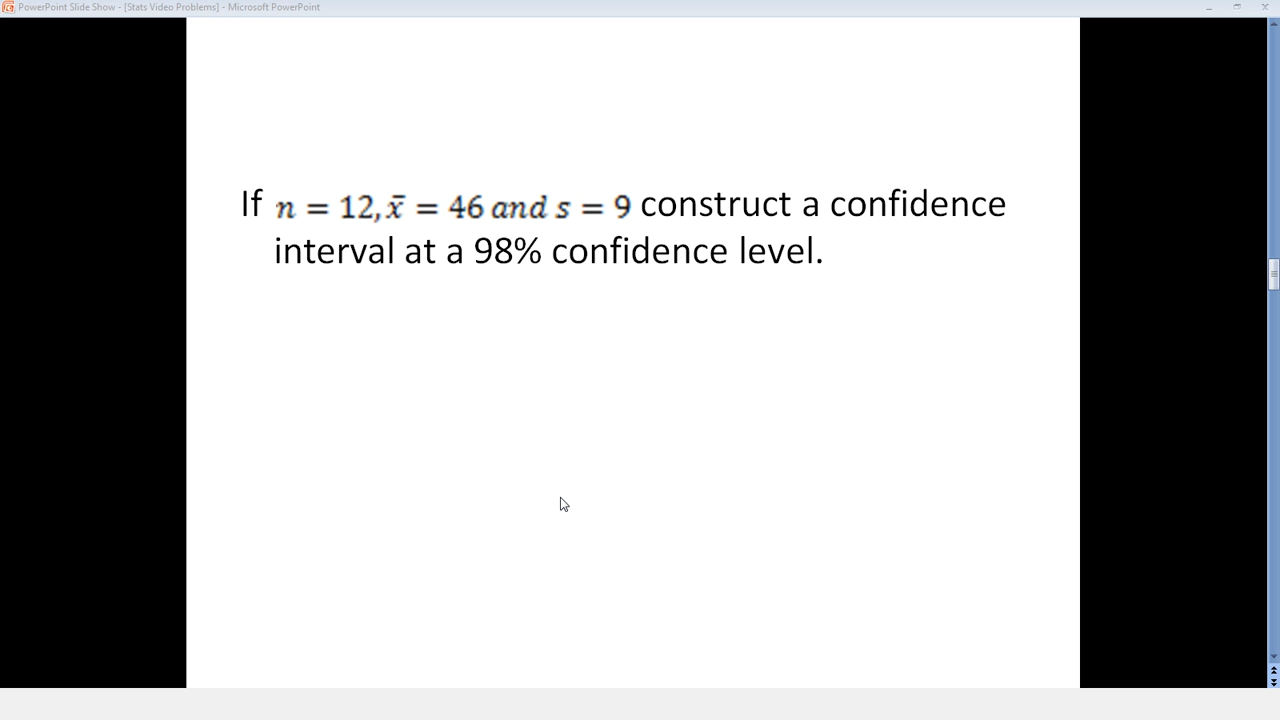 PowerPoint Slide Show - [Stats Video Problems] - Microsoft PowerPoint
If n = 12, x̄ = 46 and s = 9 construct a confidence
interval at a 98% confidence level.